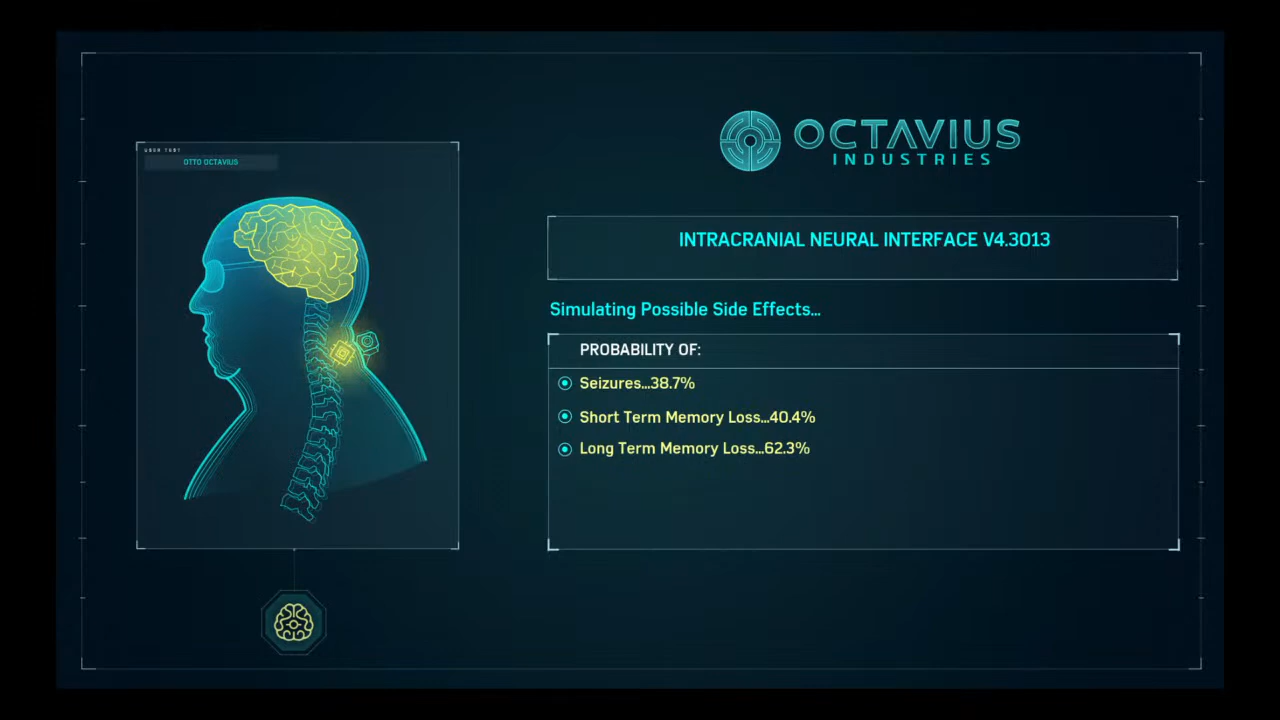 OTTO OCTAVIUS
OCTAVIUS
INDUSTRIES
INTRACRANIAL NEURAL INTERFACE V4.3013
Simulating Possible Side Effects...
PROBABILITY OF:
Seizures...38.7%
Short Term Memory Loss...40.4%
Long Term Memory Loss...62.3%